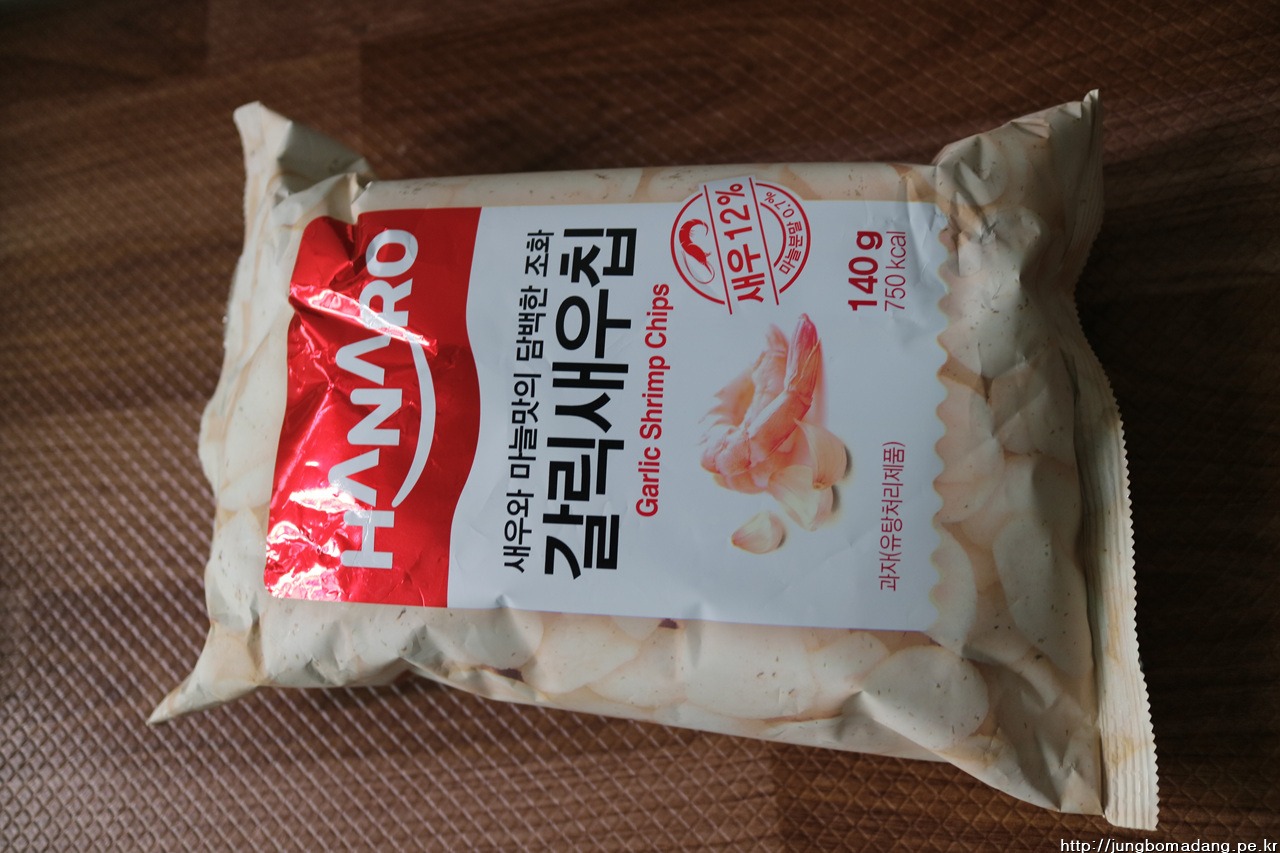 HANARO
새우와 마늘맛의 담백한 조화
갈릭새우칩
Garlic Shrimp Chips
새우 12%
마늘분말 0.7%
140 g
750 kcal
과자(유탕처리제품)
http://jungbomadang.pe.kr